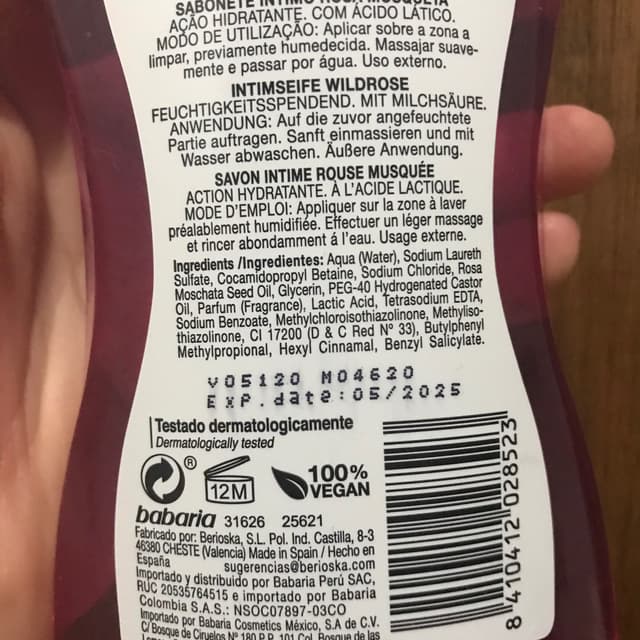 SABONETE ÍNTIMO ROSA MOSQUETA
AÇÃO HIDRATANTE. COM ÁCIDO LÁTICO.
MODO DE UTILIZAÇÃO: Aplicar sobre a zona a
limpar, previamente humedecida. Massajar suave-
mente e passar por água. Uso externo.
INTIMSEIFE WILDROSE
FEUCHTIGKEITSSPENDEND. MIT MILCHSÄURE.
ANWENDUNG: Auf die zuvor angefeuchtete
Partie auftragen. Sanft einmassieren und mit
Wasser abwaschen. Äußere Anwendung.
SAVON INTIME ROUSE MUSQUÉE
ACTION HYDRATANTE. À L'ACIDE LACTIQUE.
MODE D'EMPLOI: Appliquer sur la zone à laver
préalablement humidifiée. Effectuer un léger massage
et rincer abondamment á l'eau. Usage externe.
Ingredients /Ingredientes: Aqua (Water), Sodium Laureth
Sulfate, Cocamidopropyl Betaine, Sodium Chloride, Rosa
Moschata Seed Oil, Glycerin, PEG-40 Hydrogenated Castor
Oil, Parfum (Fragrance), Lactic Acid, Tetrasodium EDTA,
Sodium Benzoate, Methylchloroisothiazolinone, Methyliso-
thiazolinone, CI 17200 (D & C Red N° 33), Butylphenyl
Methylpropional, Hexyl Cinnamal, Benzyl Salicylate.
V05120 M04620
Exp.date:05/2025
Testado dermatologicamente
Dermatologically tested
®
12M
100%
VEGAN
babaria 31626 25621
Fabricado por: Berioska, S.L. Pol. Ind. Castilla, 8-3
46380 CHESTE (Valencia) Made in Spain / Hecho en
España sugerencias@berioska.com
Importado y distribuido por Babaria Perú SAC,
RUC 20535764515 e importado por Babaria
Colombia S.A.S.: NSOC07897-03CO
Importado por Babaria Cosmetics México, S.A de C.V.
C/ Bosque de Ciruelos N° 180 P.P. 101 Col. Bosque de las
8 410412 028523